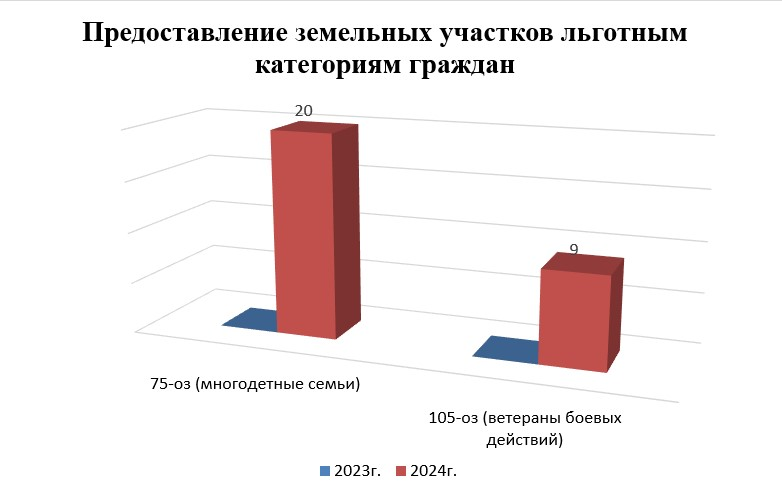 Предоставление земельных участков льготным
категориям граждан
20
9
75-оз (многодетные семьи)
105-оз (ветераны боевых
действий)
2023г. 2024г.